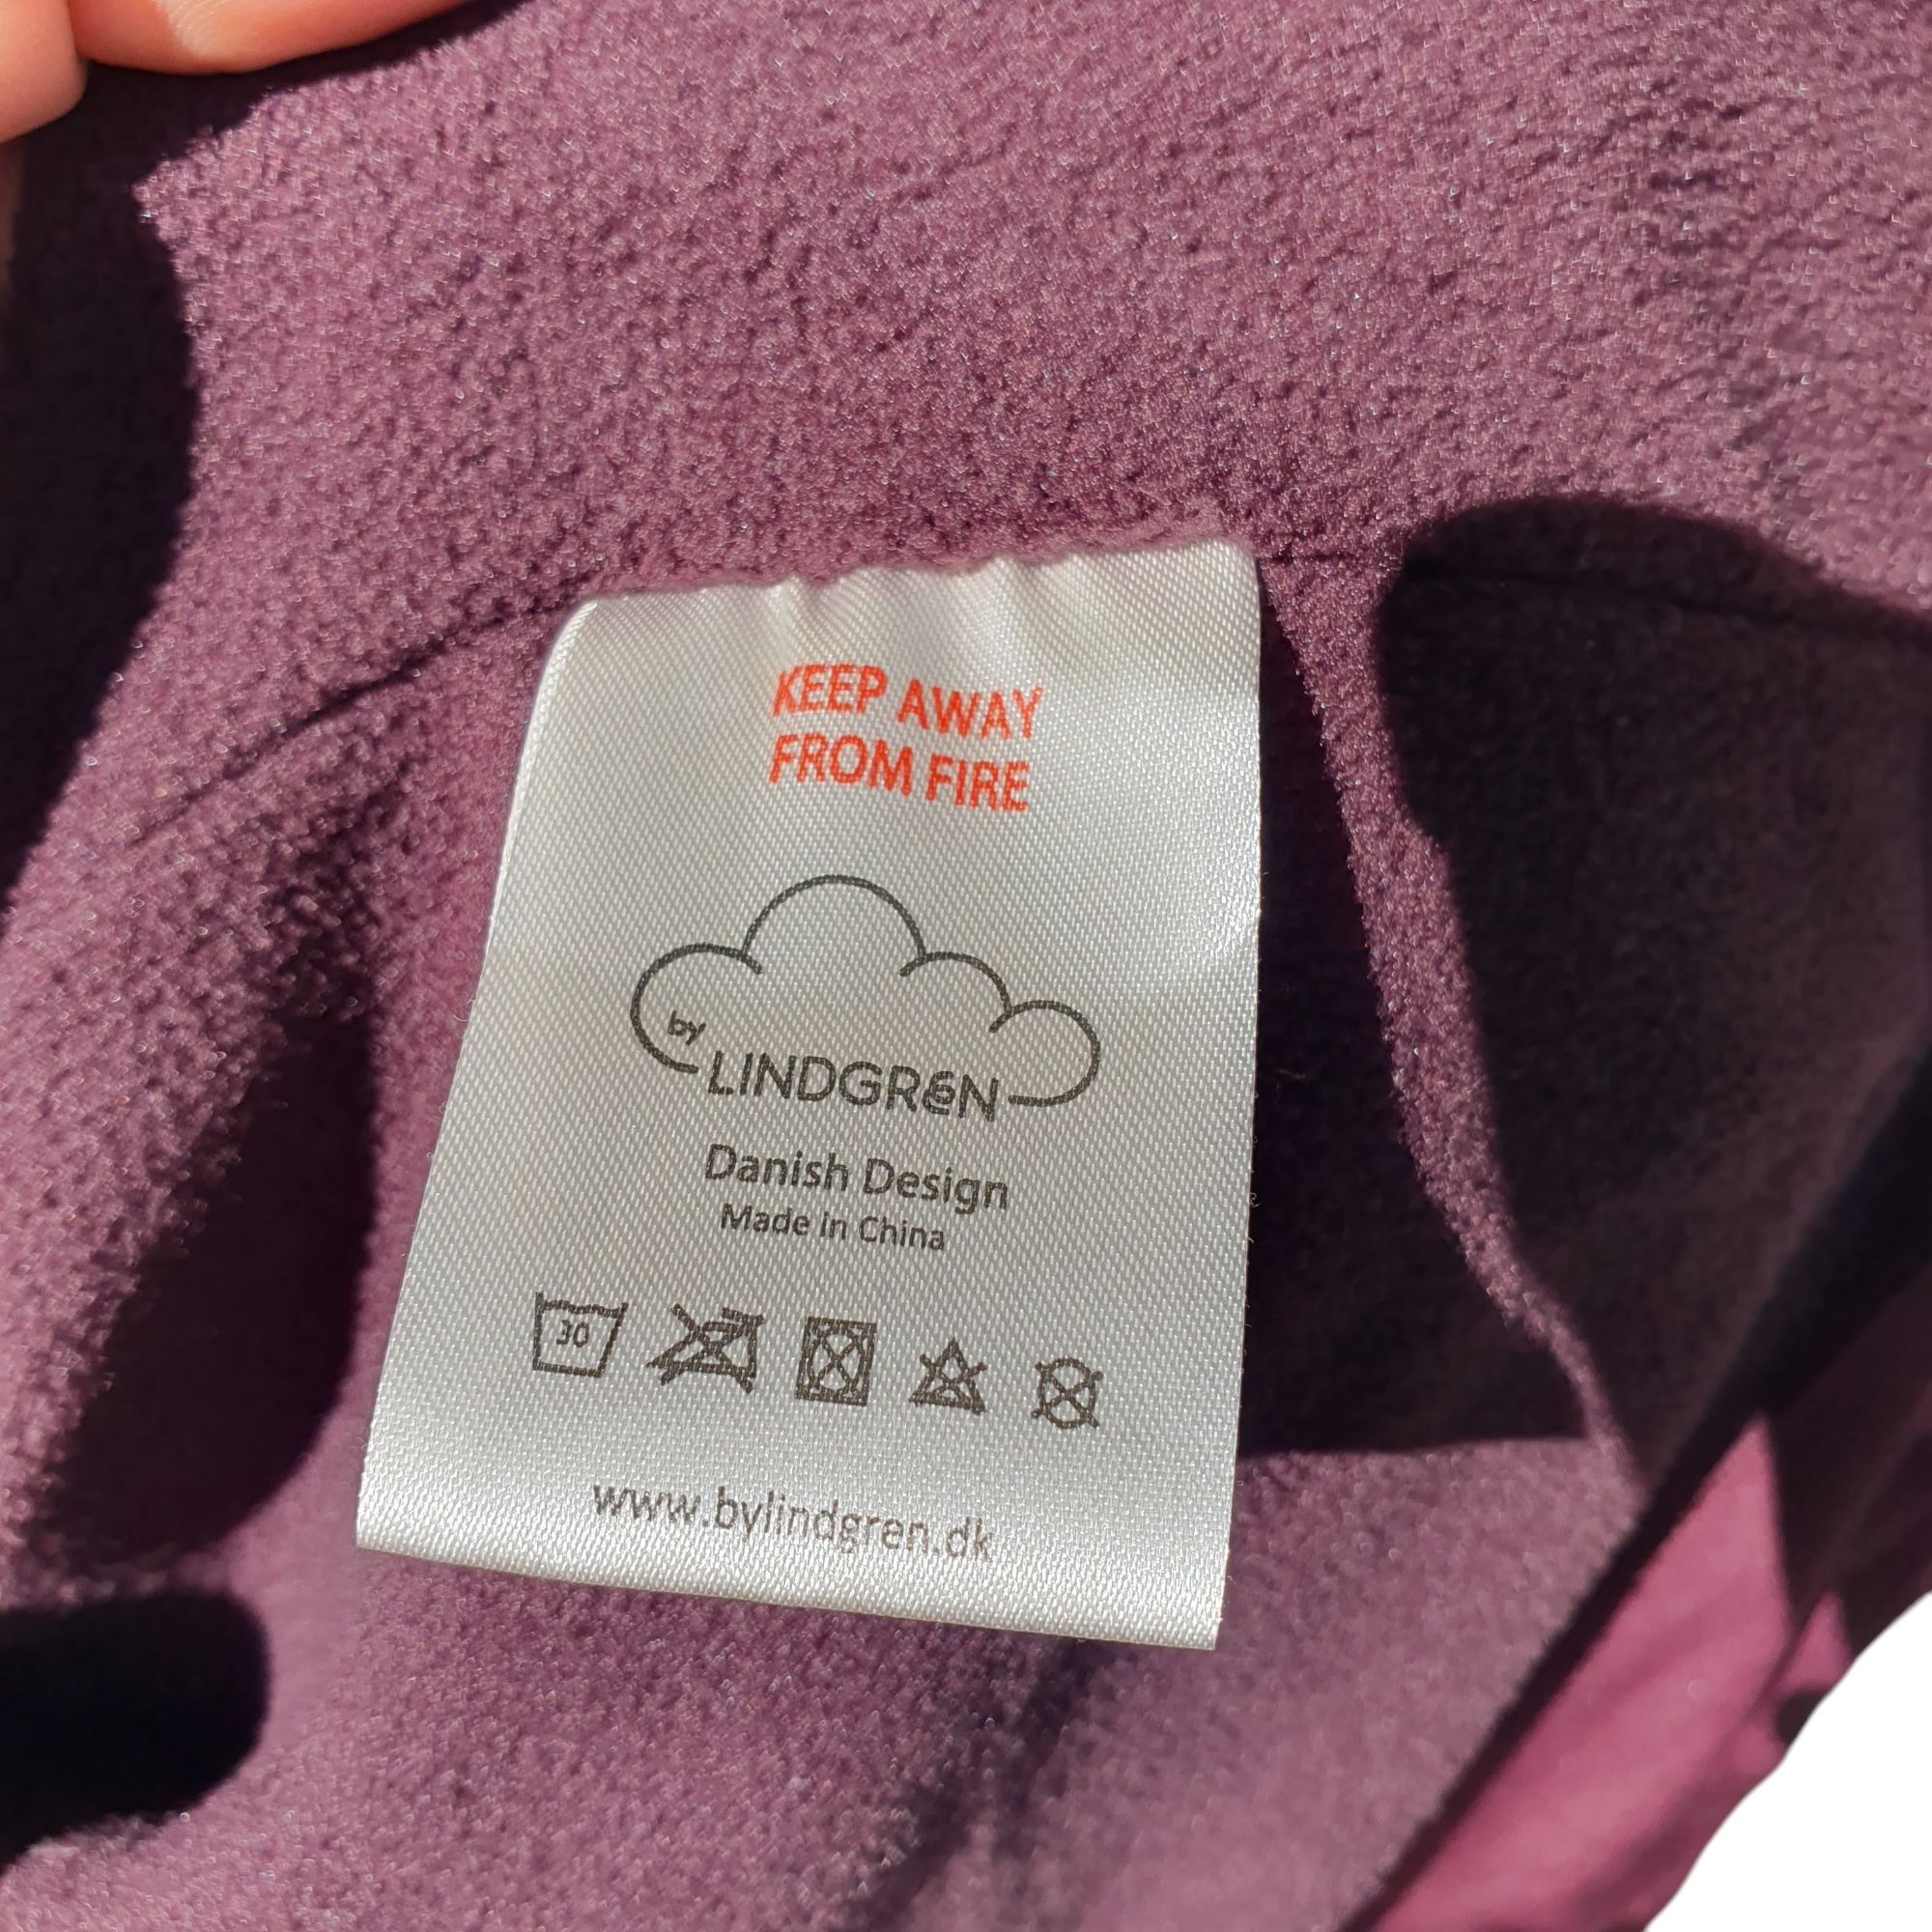 KEEP AWAY
FROM FIRE
by
LINDGREN
Danish Design
Made in China
30
www.bylindgren.dk